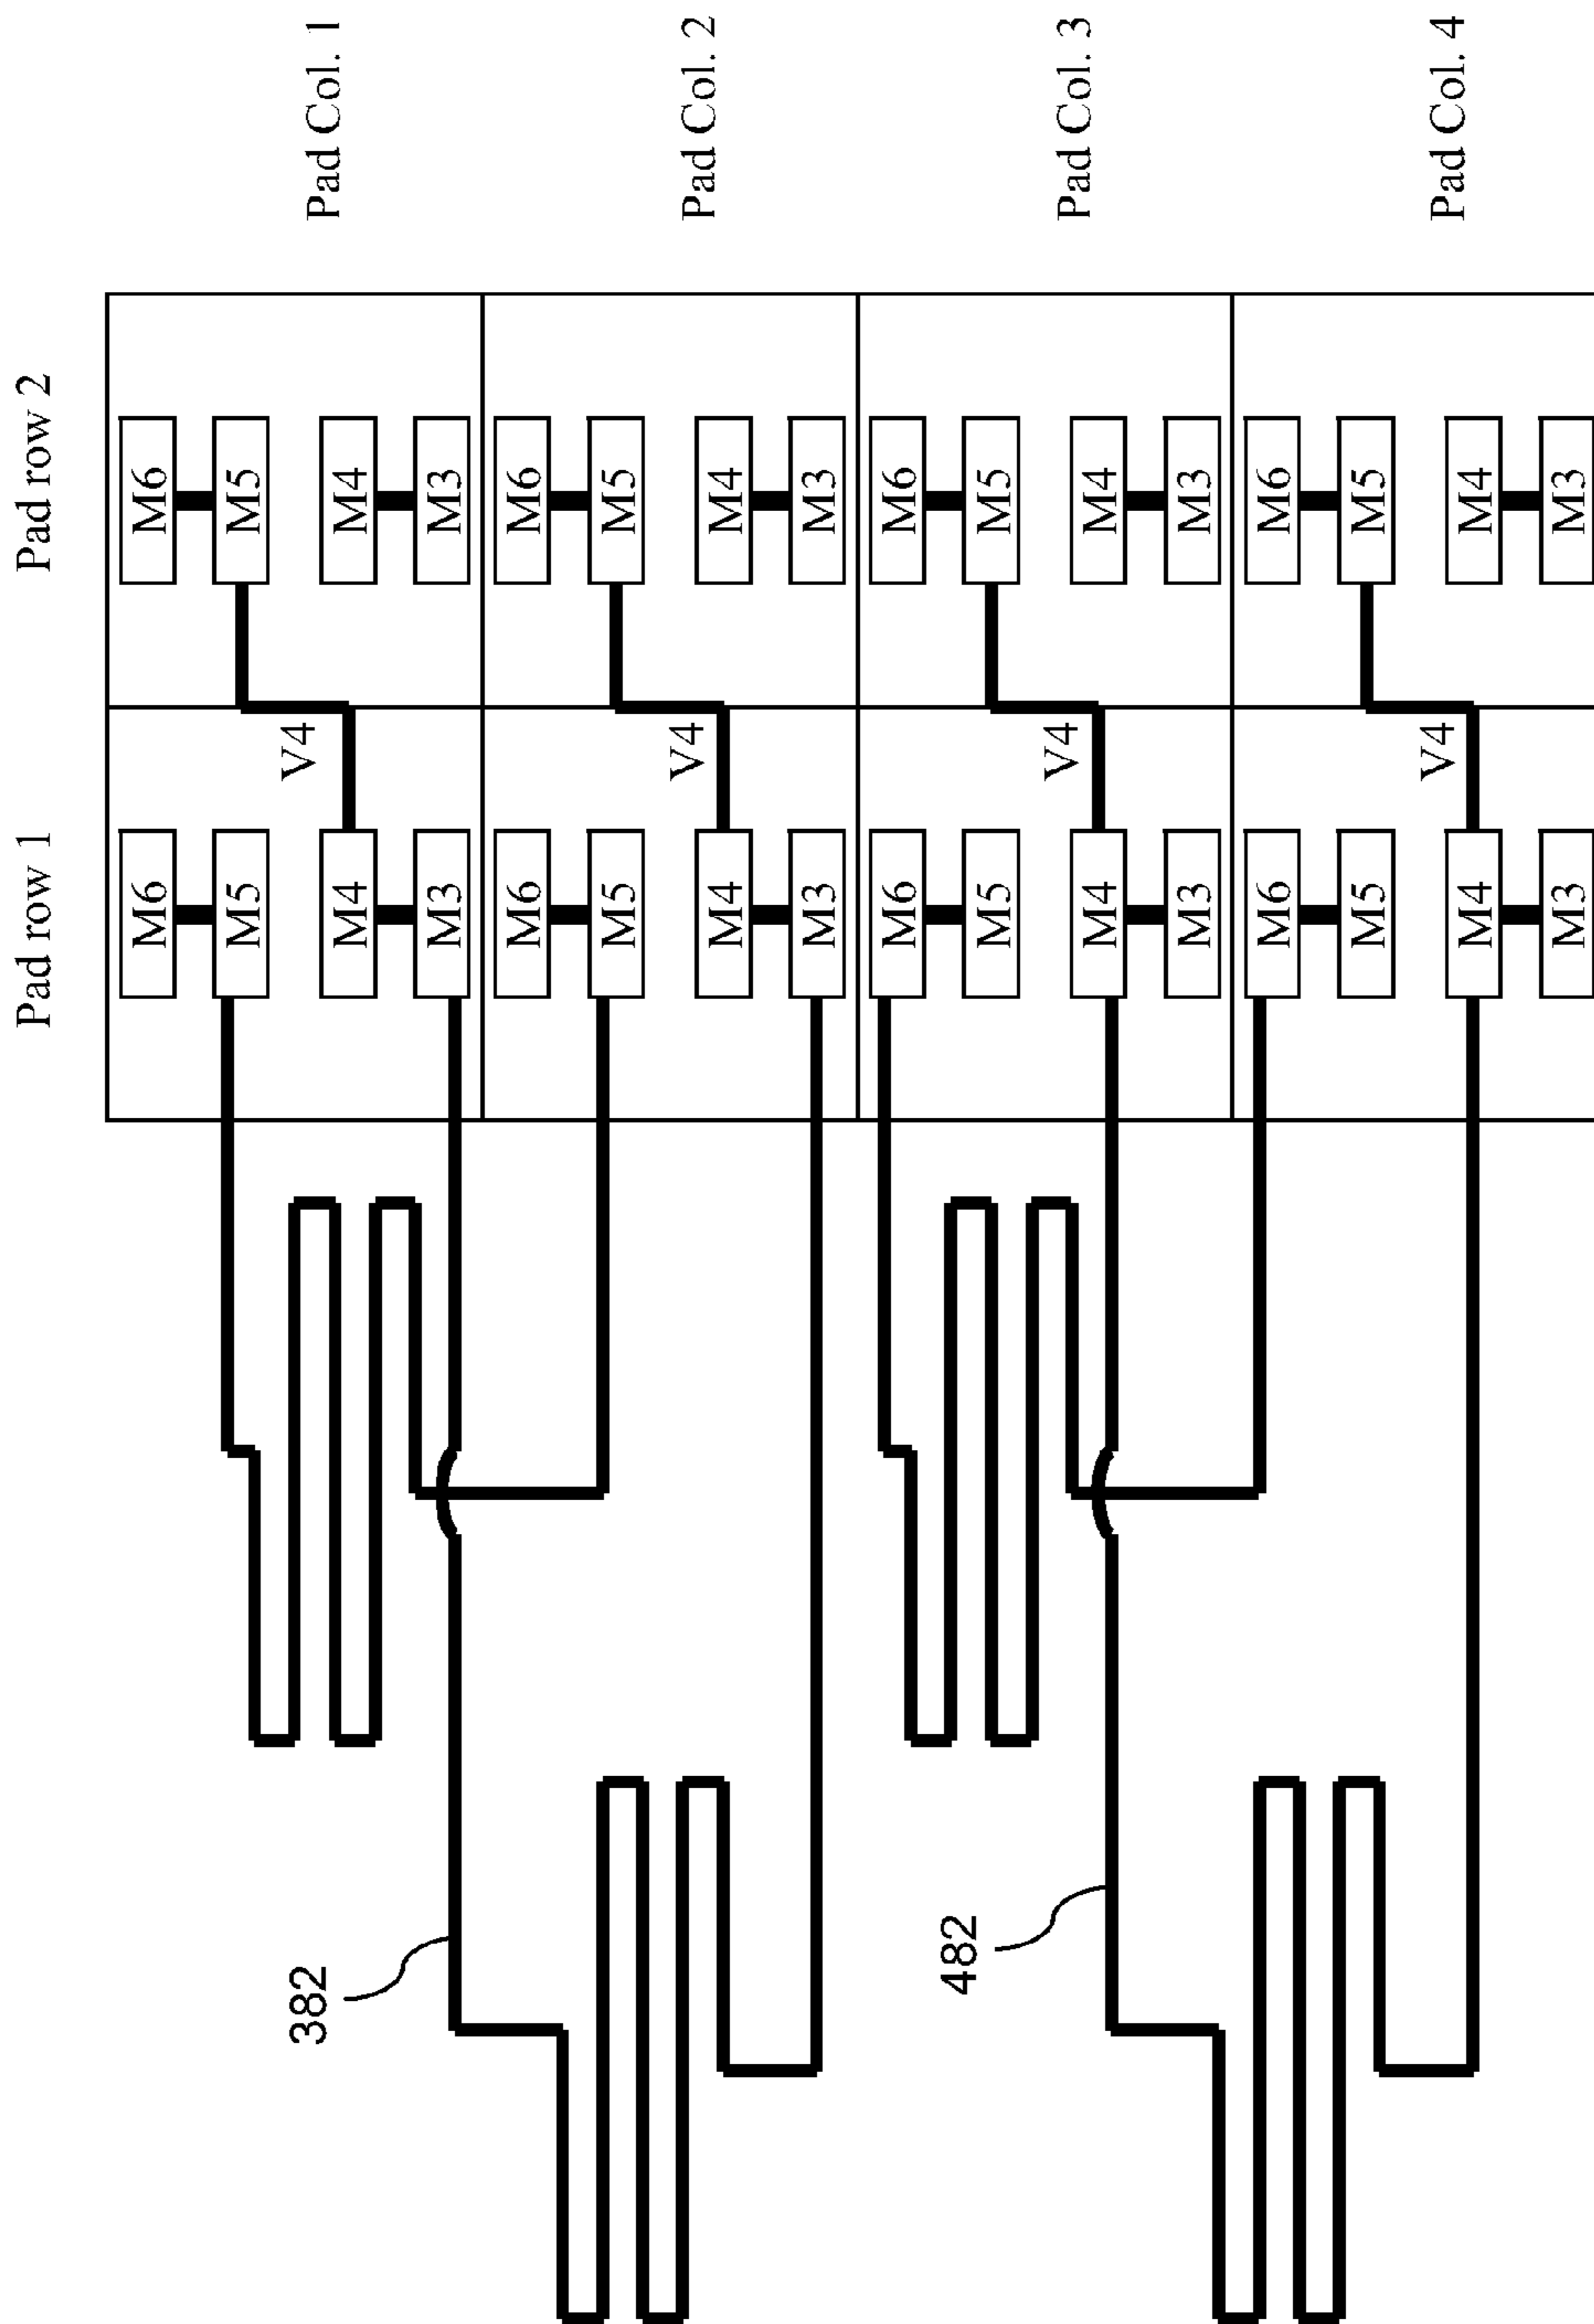 Pad row 1 Pad row 2
M6 M6
M5 M5
382 V4 Pad Col. 1
M4 M4
M3 M3
M6 M6
M5 M5
V4 Pad Col. 2
M4 M4
M3 M3
M6 M6
482 M5 M5
V4 Pad Col. 3
M4 M4
M3 M3
M6 M6
M5 M5
V4 Pad Col. 4
M4 M4
M3 M3